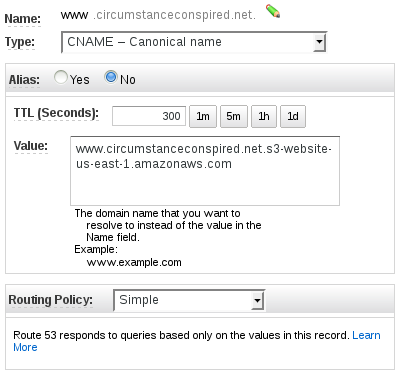 Name: www .circumstanceconspired.net.
Type: CNAME – Canonical name
Alias: Yes No
TTL (Seconds): 300 1m 5m 1h 1d
Value: www.circumstanceconspired.net.s3-website-
us-east-1.amazonaws.com
The domain name that you want to
resolve to instead of the value in the
Name field.
Example:
www.example.com
Routing Policy: Simple
Route 53 responds to queries based only on the values in this record. Learn
More